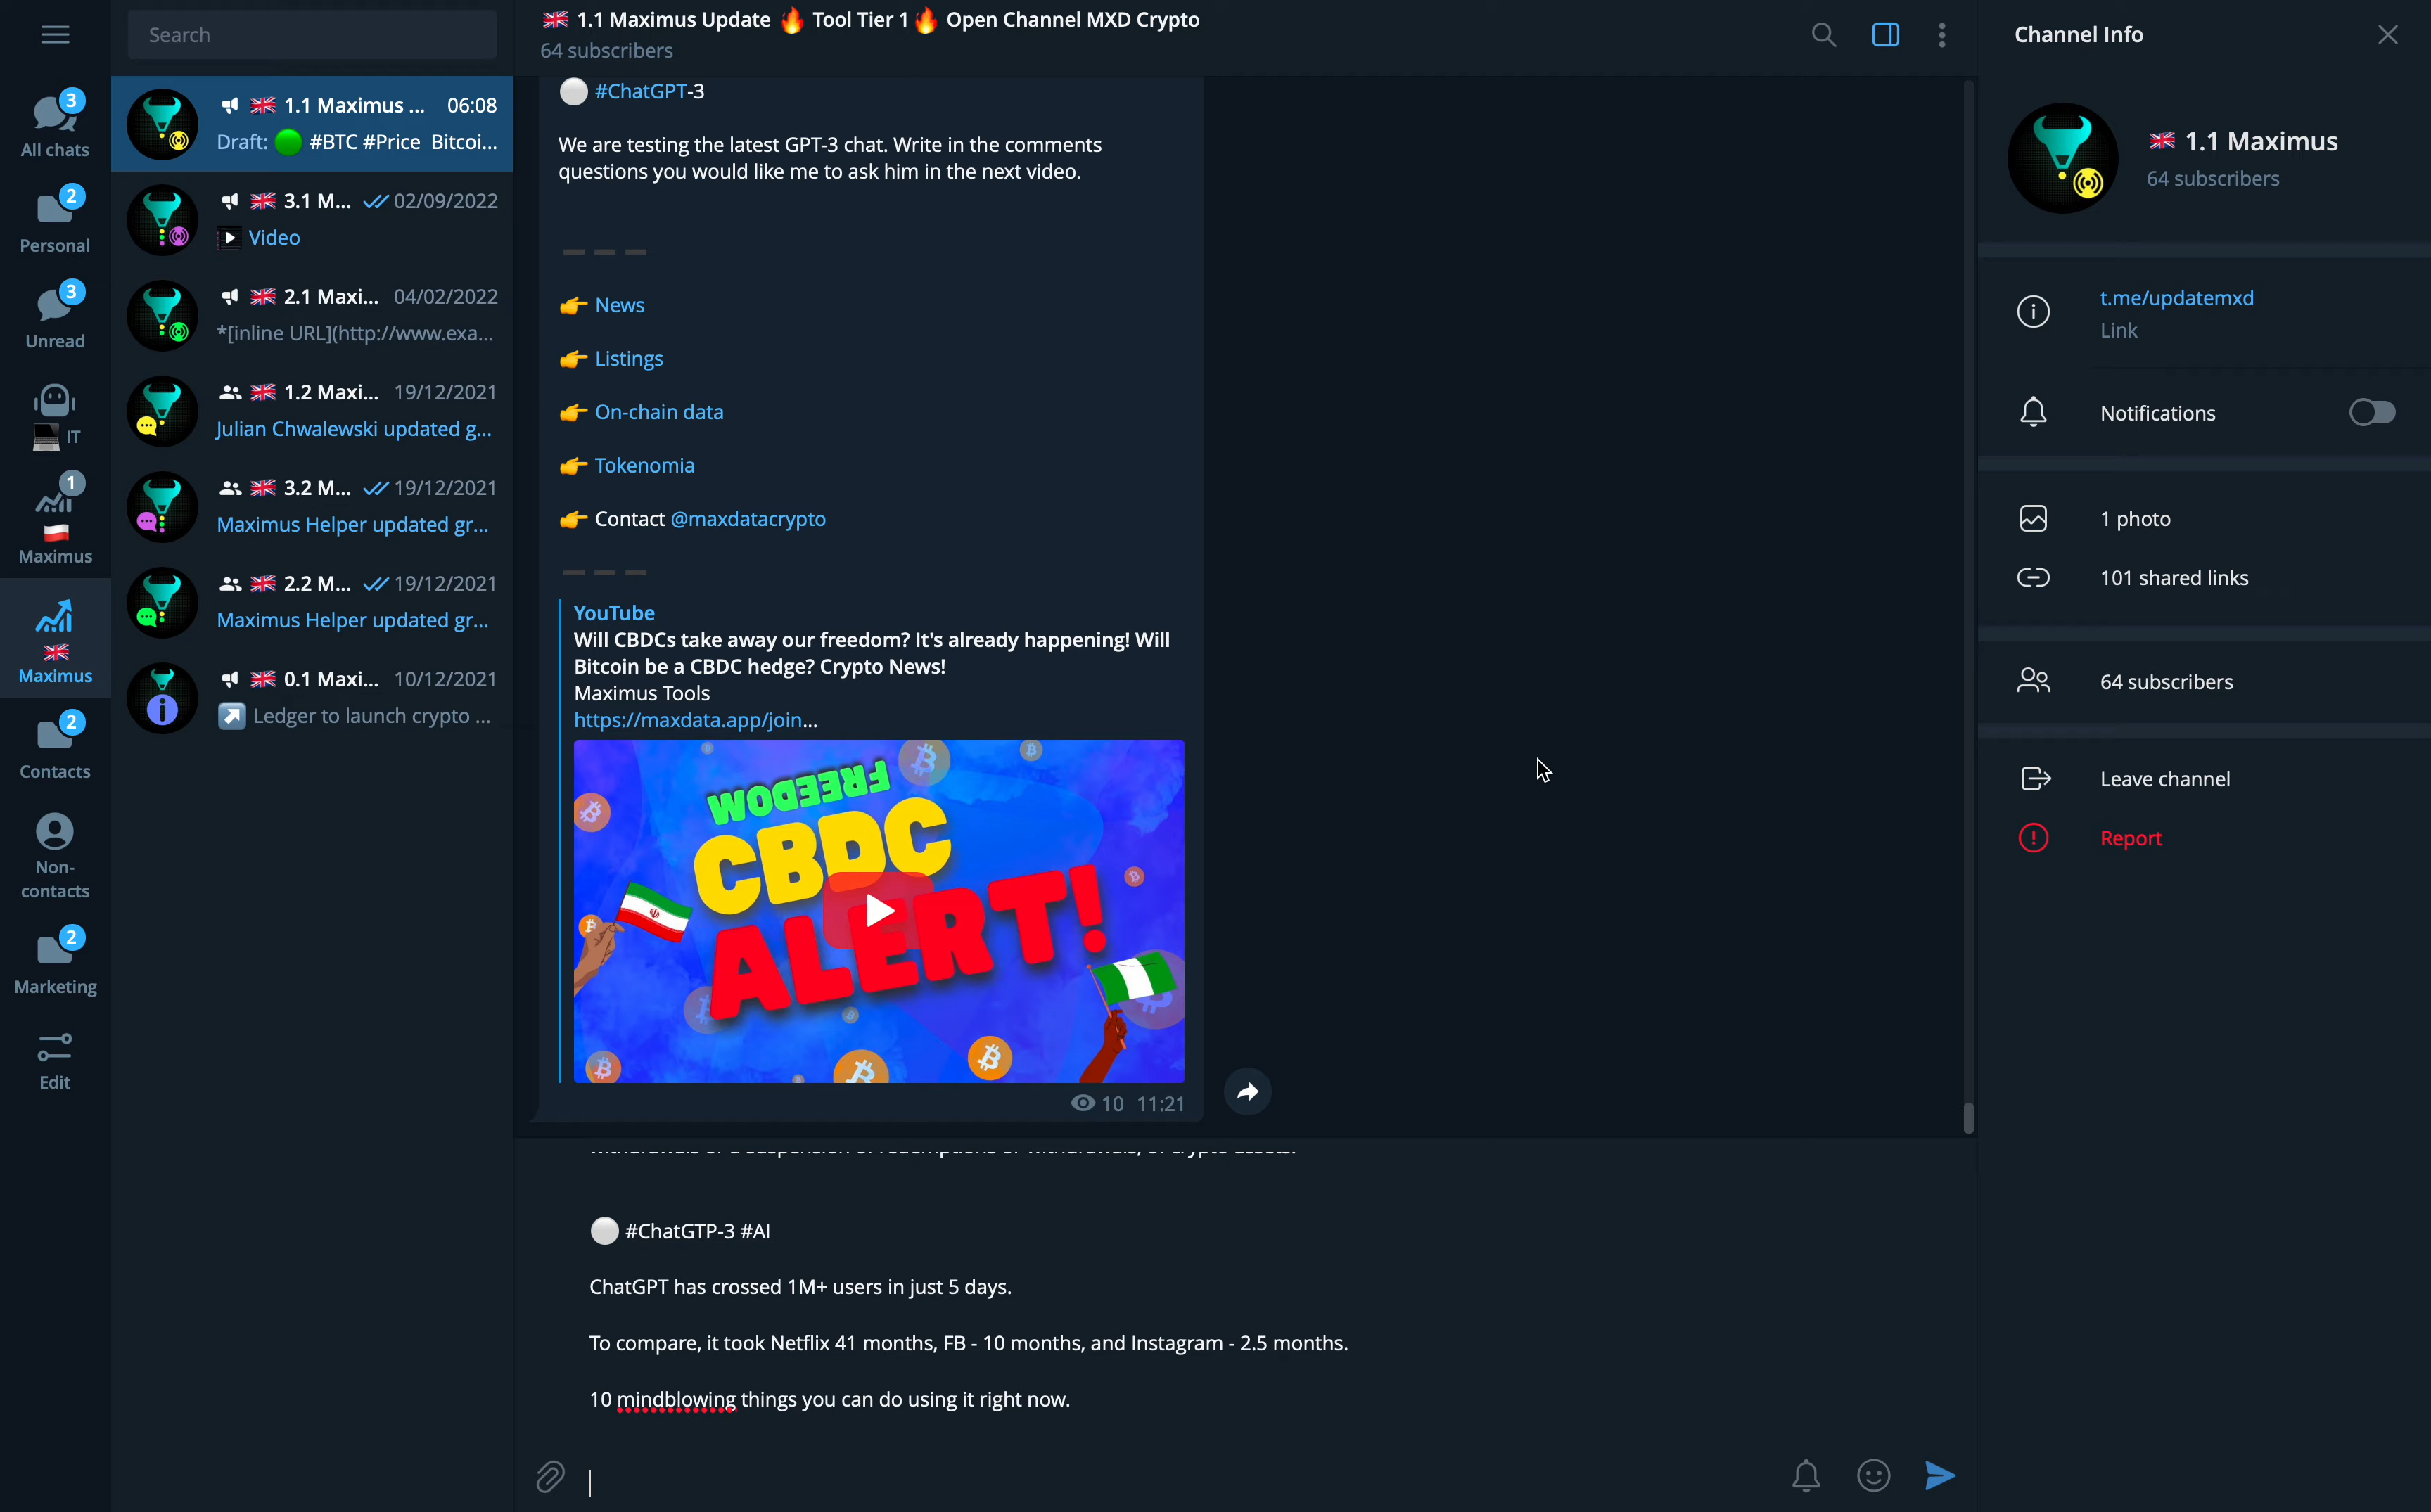 Search
3
All chats
2
Personal
3
Unread
IT
1
Maximus
Maximus
2
Contacts
Non-
contacts
2
Marketing
Edit
1.1 Maximus ... 06:08
Draft: #BTC #Price Bitcoi...
3.1 M... 02/09/2022
Video
2.1 Maxi... 04/02/2022
*[inline URL](http://www.exa...
1.2 Maxi... 19/12/2021
Julian Chwalewski updated g...
3.2 M... 19/12/2021
Maximus Helper updated gr...
2.2 M... 19/12/2021
Maximus Helper updated gr...
0.1 Maxi... 10/12/2021
Ledger to launch crypto ...
1.1 Maximus Update 🔥 Tool Tier 1🔥 Open Channel MXD Crypto
64 subscribers
#ChatGPT-3
We are testing the latest GPT-3 chat. Write in the comments
questions you would like me to ask him in the next video.
👉 News
👉 Listings
👉 On-chain data
👉 Tokenomia
👉 Contact @maxdatacrypto
YouTube
Will CBDCs take away our freedom? It's already happening! Will
Bitcoin be a CBDC hedge? Crypto News!
Maximus Tools
https://maxdata.app/join...
FREEDOM
CBDC
ALERT!
10 11:21
#ChatGTP-3 #AI
ChatGPT has crossed 1M+ users in just 5 days.
To compare, it took Netflix 41 months, FB - 10 months, and Instagram - 2.5 months.
10 mindblowing things you can do using it right now.
Channel Info
1.1 Maximus
64 subscribers
t.me/updatemxd
Link
Notifications
1 photo
101 shared links
64 subscribers
Leave channel
Report